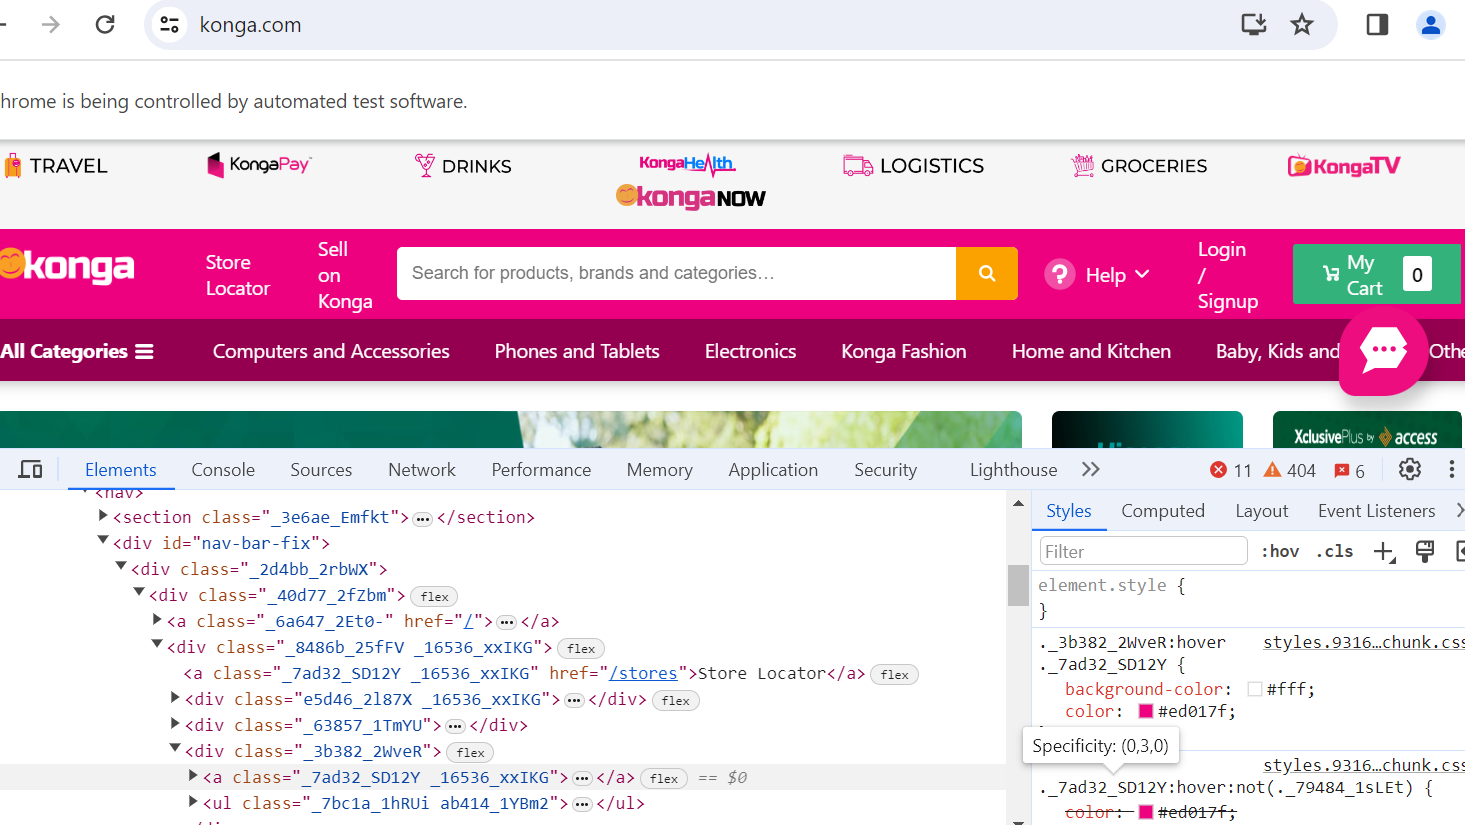 konga.com
hrome is being controlled by automated test software.
TRAVEL KongaPay DRINKS KongaHealth LOGISTICS GROCERIES KongaTV
konga NOW
konga Store Locator Sell on Konga Search for products, brands and categories... Help Login / Signup My Cart 0
All Categories Computers and Accessories Phones and Tablets Electronics Konga Fashion Home and Kitchen Baby, Kids and Othe
XclusivePlus by access
Elements Console Sources Network Performance Memory Application Security Lighthouse 11 404 6
<nav>
<section class="_3e6ae_Emfkt">…</section>
<div id="nav-bar-fix">
<div class="_2d4bb_2rbWX">
<div class="_40d77_2fZbm"> flex
<a class="_6a647_2Et0-" href="/">…</a>
<div class="_8486b_25fFV _16536_xxIKG"> flex
<a class="_7ad32_SD12Y _16536_xxIKG" href="/stores">Store Locator</a> flex
<div class="e5d46_2l87X _16536_xxIKG">…</div> flex
<div class="_63857_1TmYU">…</div>
<div class="_3b382_2WveR"> flex
<a class="_7ad32_SD12Y _16536_xxIKG">…</a> flex == $0
<ul class="_7bc1a_1hRUi ab414_1YBm2">…</ul>
Styles Computed Layout Event Listeners
Filter :hov .cls
element.style {
}
._3b382_2WveR:hover styles.9316…chunk.css
._7ad32_SD12Y {
background-color: #fff;
color: #ed017f;
Specificity: (0,3,0)
styles.9316…chunk.css
._7ad32_SD12Y:hover:not(._79484_1sLEt) {
color: #ed017f;